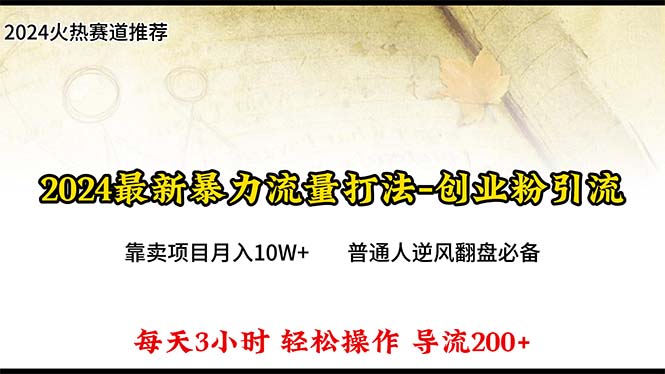 2024火热赛道推荐
2024最新暴力流量打法-创业粉引流
靠卖项目月入10W+ 普通人逆风翻盘必备
每天3小时 轻松操作 导流200+